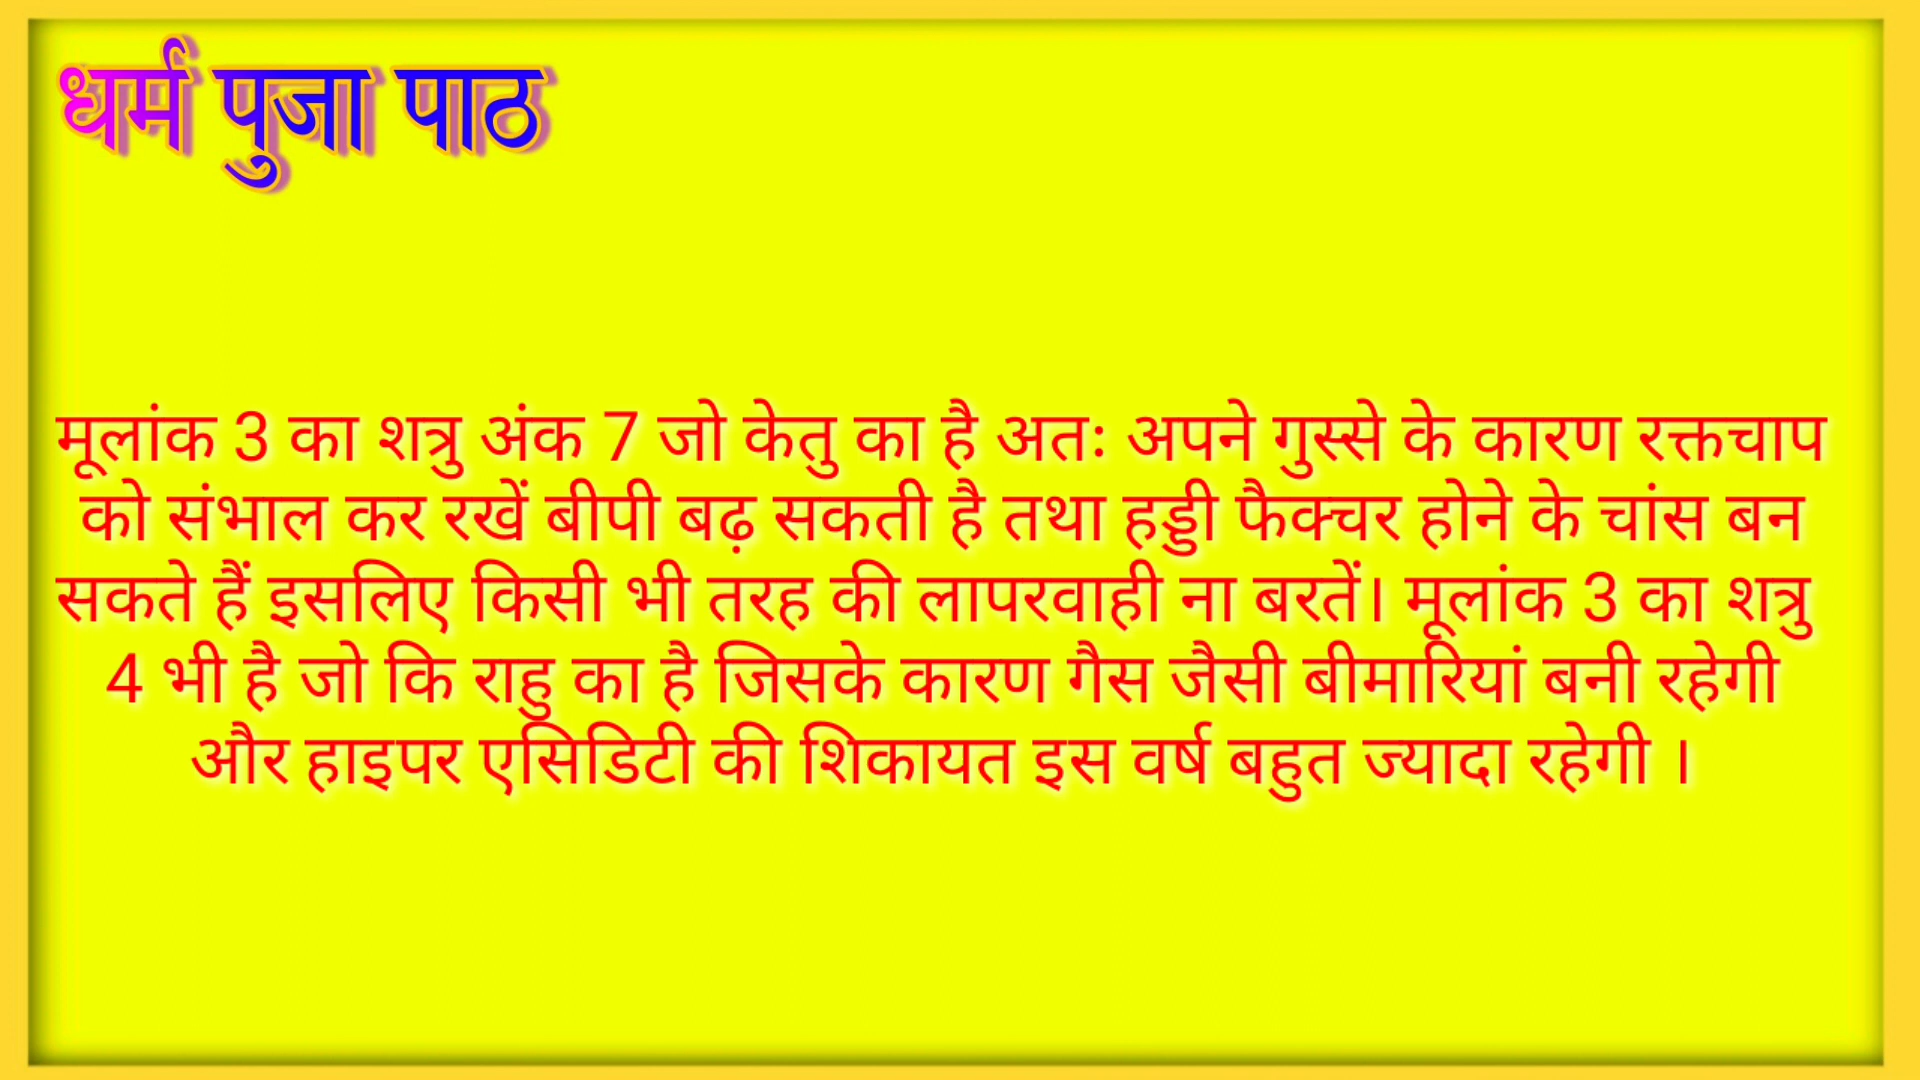 धर्म पुजा पाठ
मूलांक 3 का शत्रु अंक 7 जो केतु का है अतः अपने गुस्से के कारण रक्तचाप
को संभाल कर रखें बीपी बढ़ सकती है तथा हड्डी फैक्चर होने के चांस बन
सकते हैं इसलिए किसी भी तरह की लापरवाही ना बरतें। मूलांक 3 का शत्रु
4 भी है जो कि राहु का है जिसके कारण गैस जैसी बीमारियां बनी रहेगी
और हाइपर एसिडिटी की शिकायत इस वर्ष बहुत ज्यादा रहेगी ।